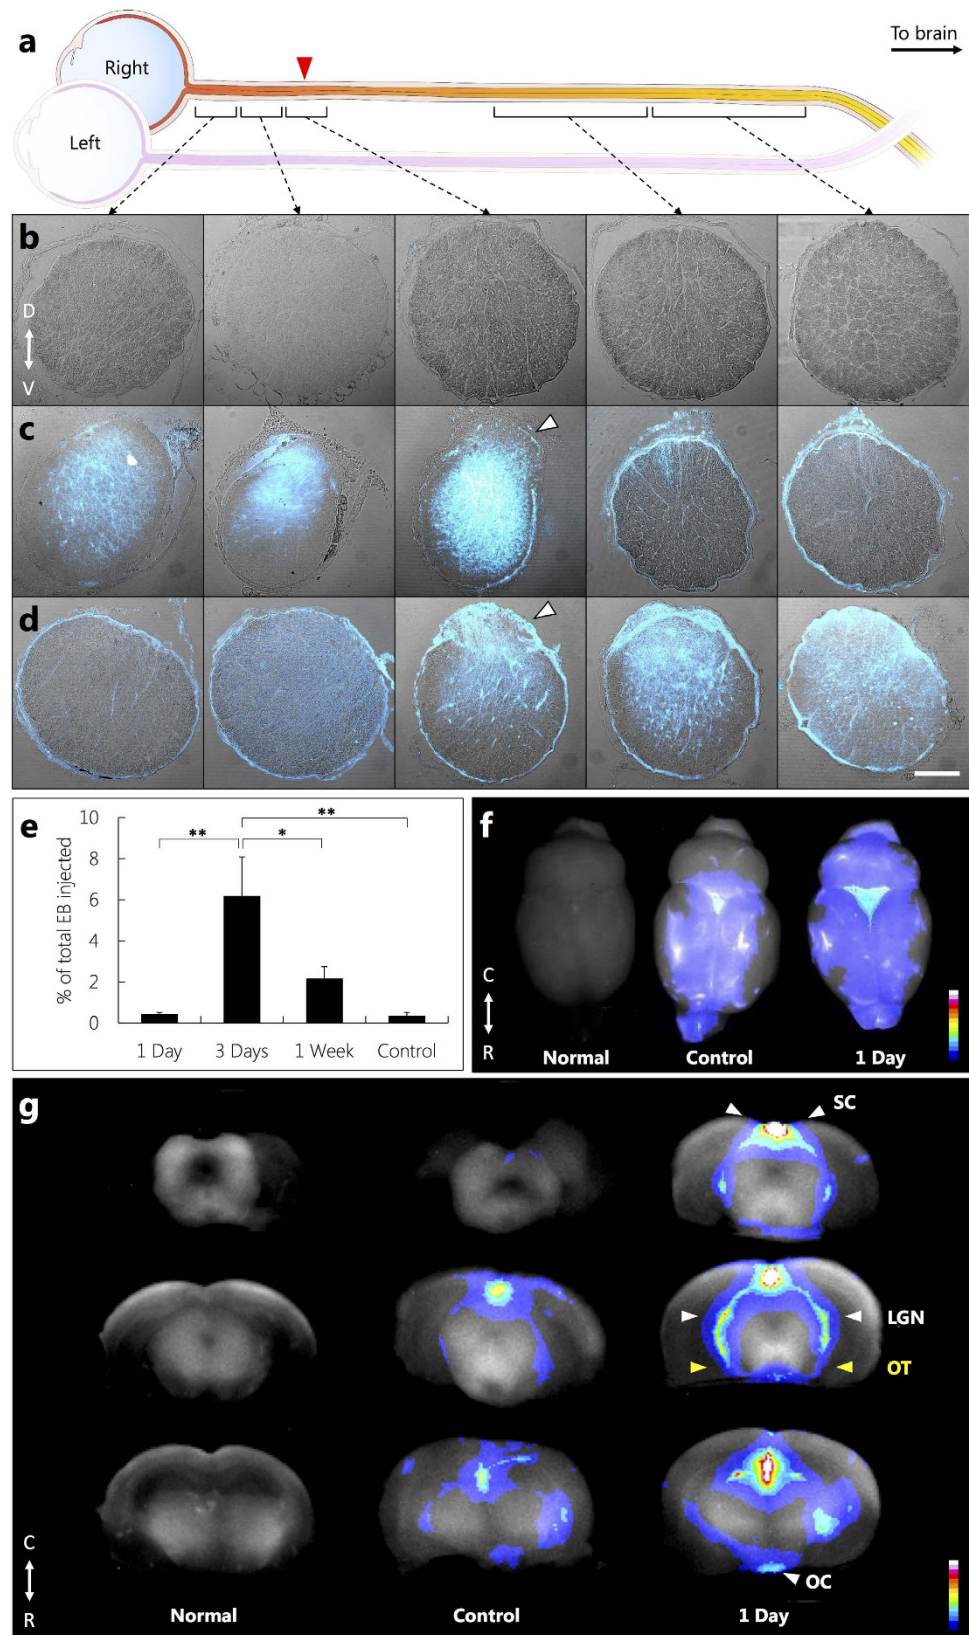 a
Right
Left
To brain
b
D
V
c
d
e
% of total EB injected
10
8
6
4
2
0
**
*
**
1 Day
3 Days
1 Week
Control
f
C
R
Normal
Control
1 Day
g
SC
LGN
OT
OC
C
R
Normal
Control
1 Day